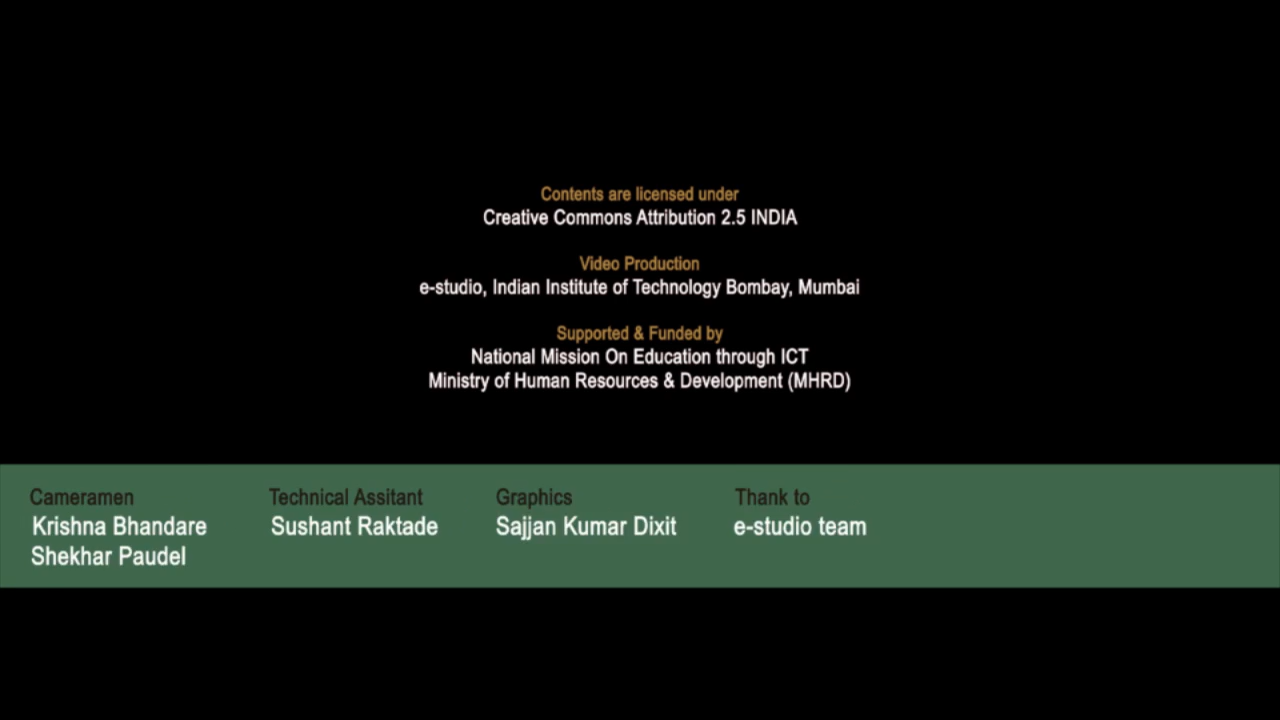 Contents are licensed under
Creative Commons Attribution 2.5 INDIA
Video Production
e-studio, Indian Institute of Technology Bombay, Mumbai
Supported & Funded by
National Mission On Education through ICT
Ministry of Human Resources & Development (MHRD)
Cameramen
Krishna Bhandare
Shekhar Paudel
Technical Assitant
Sushant Raktade
Graphics
Sajjan Kumar Dixit
Thank to
e-studio team